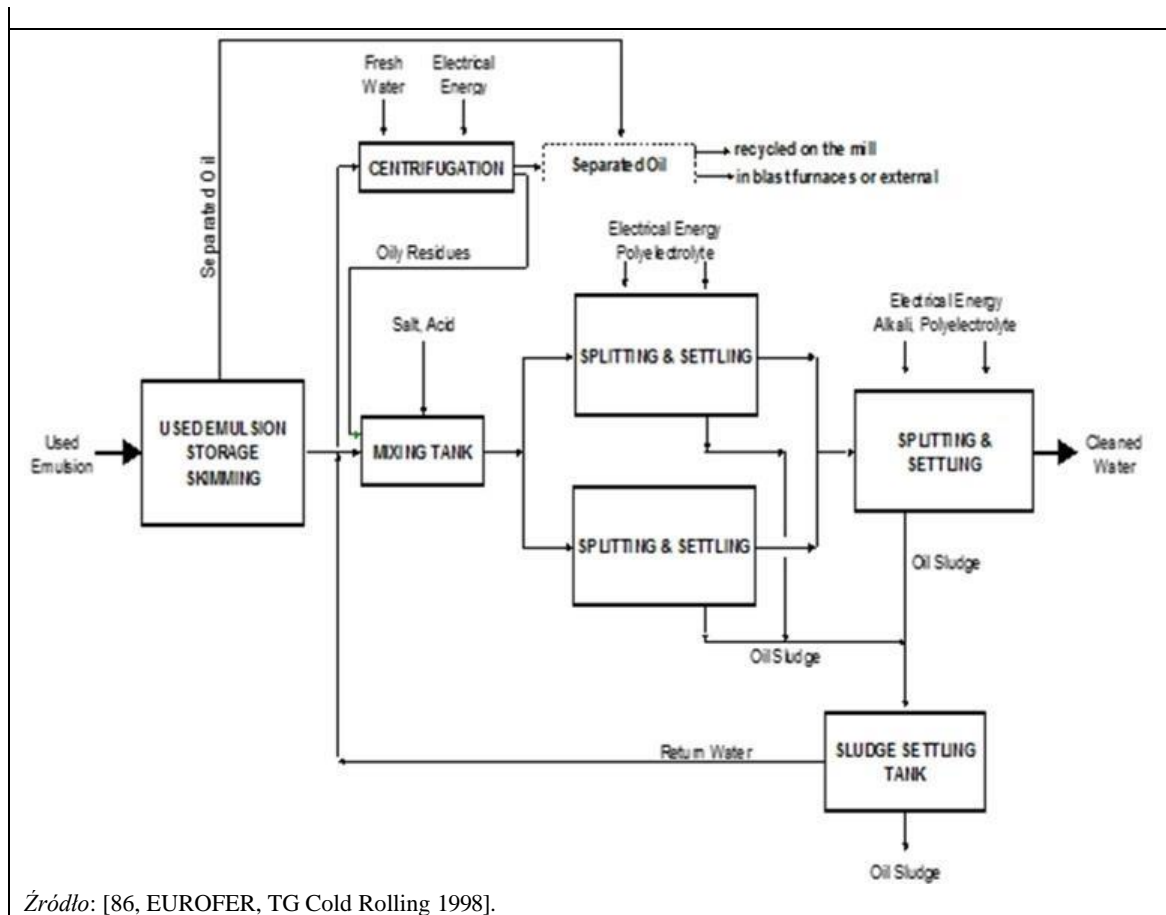 Fresh
Water
Electrical
Energy
Separated Oil
CENTRIFUGATION
Separated Oil
recycled on the mill
in blast furnaces or external
Oily Residues
Electrical Energy
Polyelectrolyte
Salt, Acid
Electrical Energy
Alkali, Polyelectrolyte
SPLITTING & SETTLING
Used
Emulsion
USED EMULSION
STORAGE
SKIMMING
MIXING TANK
SPLITTING &
SETTLING
Cleaned
Water
SPLITTING & SETTLING
Oil Sludge
Oil Sludge
Return Water
SLUDGE SETTLING
TANK
Oil Sludge
Źródło: [86, EUROFER, TG Cold Rolling 1998].